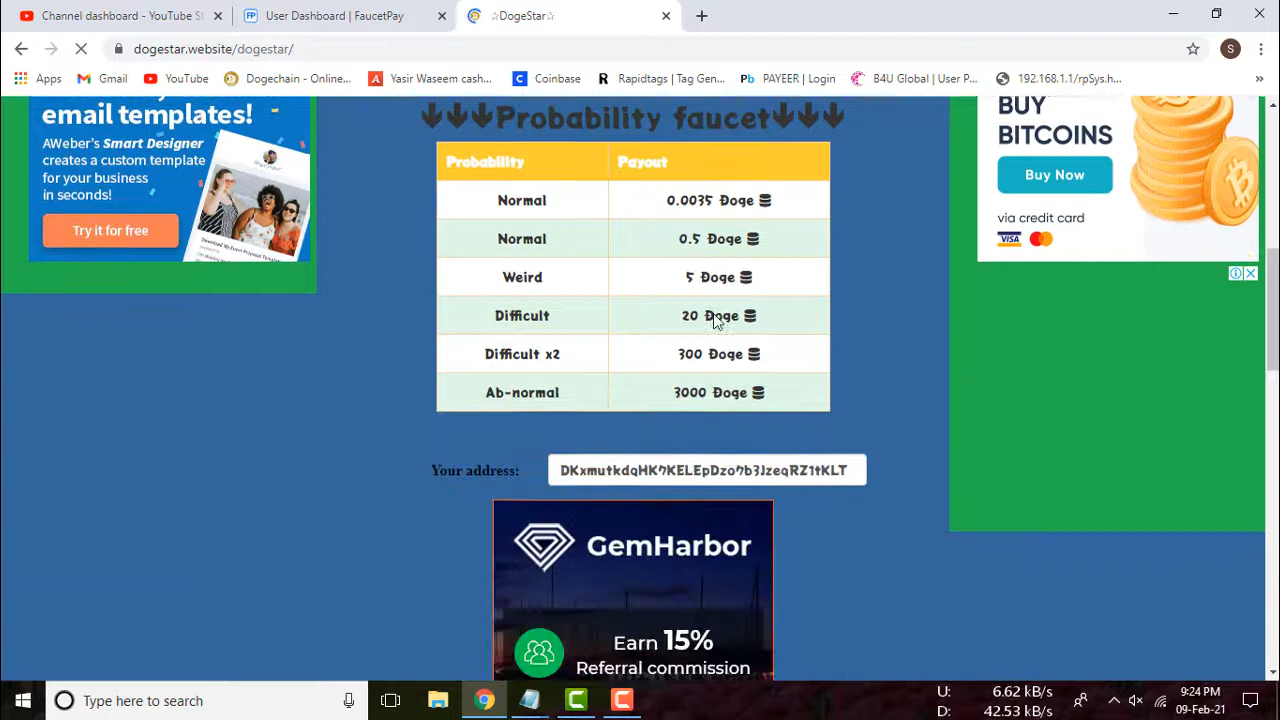 Channel dashboard - YouTube St
User Dashboard | FaucetPay
☆DogeStar☆
dogestar.website/dogestar/
S
Apps
Gmail
YouTube
Dogechain - Online...
Yasir Waseem cash...
Coinbase
Rapidtags | Tag Gen...
PAYEER | Login
B4U Global | User P...
192.168.1.1/rpSys.h...
»
email templates!
AWeber's Smart Designer
creates a custom template
for your business
in seconds!
Try it for free
↓↓↓Probability faucet↓↓↓
Probability Payout
Normal 0.0035 Doge
Normal 0.5 Doge
Weird 5 Doge
Difficult 20 Doge
Difficult x2 300 Doge
Ab-normal 3000 Doge
BUY
BITCOINS
Buy Now
via credit card
VISA
Your address: DKxmutkdqHK7KELEpDzo7b3JzeqRZ1tKLT
GemHarbor
Earn 15%
Referral commission
Type here to search
U: 6.62 kB/s
D: 42.53 kB/s
9:24 PM
09-Feb-21